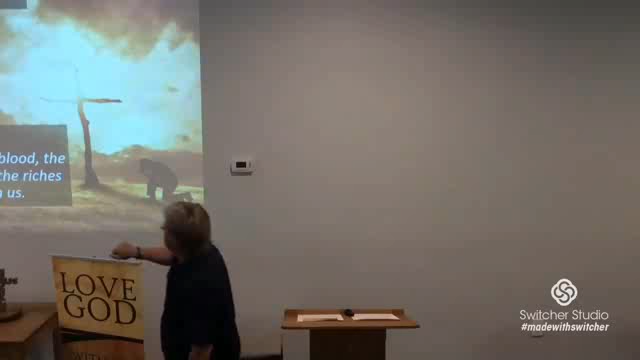 blood, the
the riches
us.
LOVE
GOD
Switcher Studio
#madewithswitcher